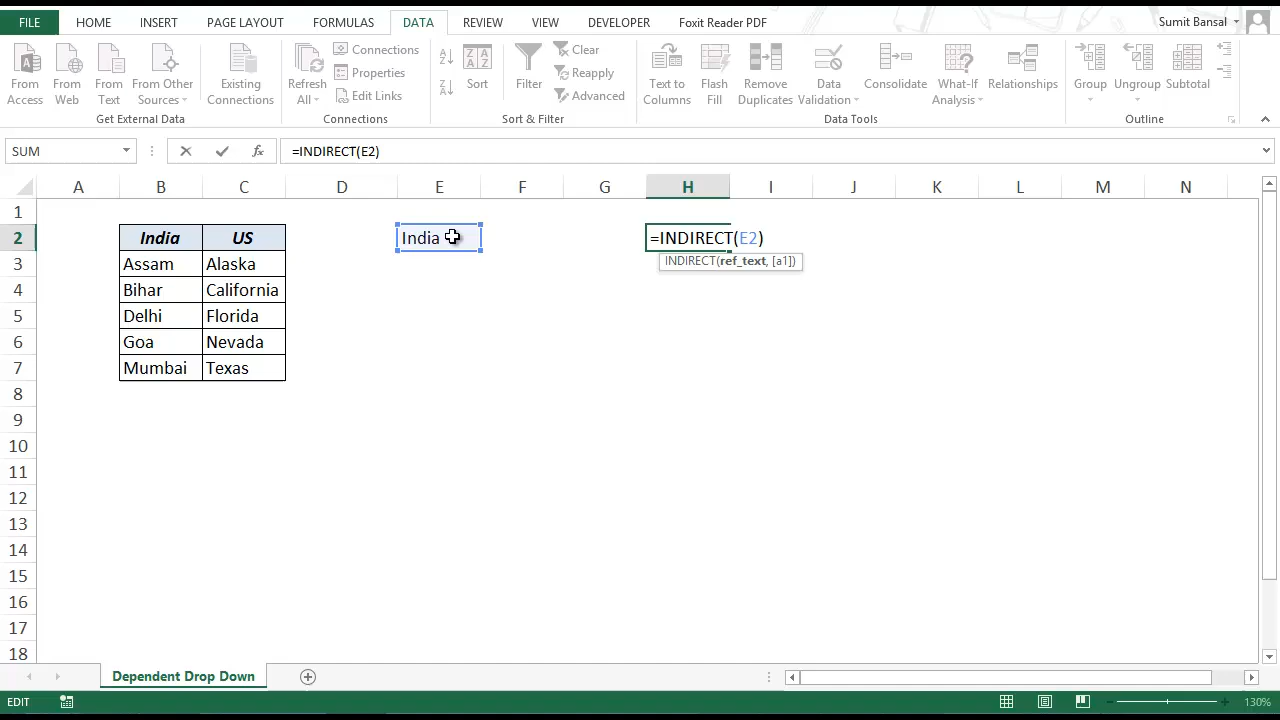 FILE HOME INSERT PAGE LAYOUT FORMULAS DATA REVIEW VIEW DEVELOPER Foxit Reader PDF Sumit Bansal
From Access From Web From Text From Other Sources Existing Connections Refresh All Connections Properties Edit Links Sort Filter Clear Reapply Advanced Text to Columns Flash Fill Remove Duplicates Data Validation Consolidate What-If Analysis Relationships Group Ungroup Subtotal
Get External Data Connections Sort & Filter Data Tools Outline
SUM fx =INDIRECT(E2)
A B C D E F G H I J K L M N
1
2 India US India =INDIRECT(E2)
INDIRECT(ref_text, [a1])
3 Assam Alaska
4 Bihar California
5 Delhi Florida
6 Goa Nevada
7 Mumbai Texas
8
9
10
11
12
13
14
15
16
17
18
Dependent Drop Down
EDIT 130%